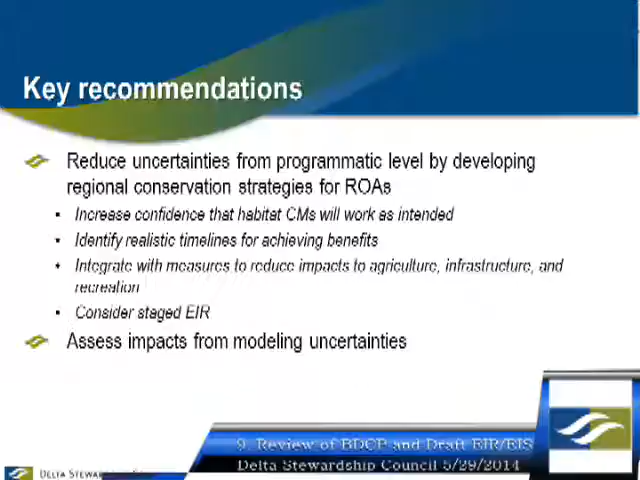 Key recommendations
Reduce uncertainties from programmatic level by developing
regional conservation strategies for ROAs
Increase confidence that habitat CMs will work as intended
Identify realistic timelines for achieving benefits
Integrate with measures to reduce impacts to agriculture, infrastructure, and
recreation
Consider staged EIR
Assess impacts from modeling uncertainties
9. Review of BDCP and Draft EIR/EIS
Delta Stewardship Council 5/29/2014
DELTA